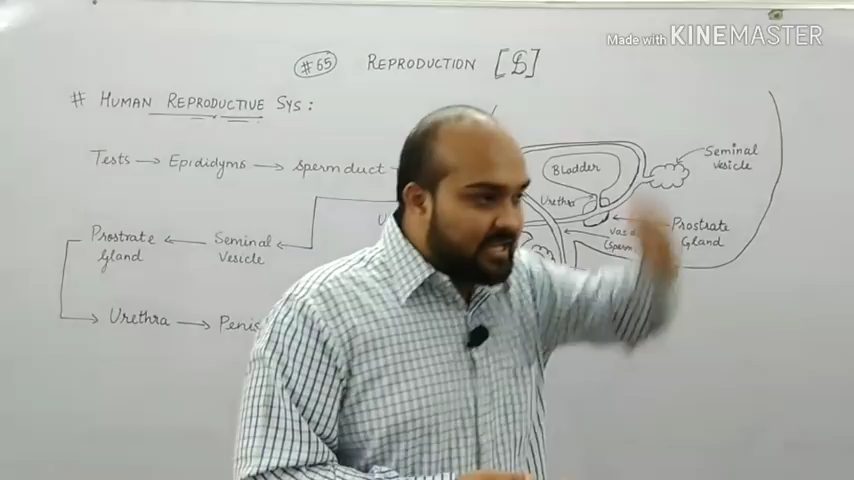 Made with KINEMASTER
#65 REPRODUCTION
# HUMAN REPRODUCTIVE SYS:
Tests → Epididyms → Sperm duct
Prostrate Gland ← Seminal Vesicle ←
→ Urethra → Penis
Bladder
Seminal Vesicle
Urethra
Prostrate Gland